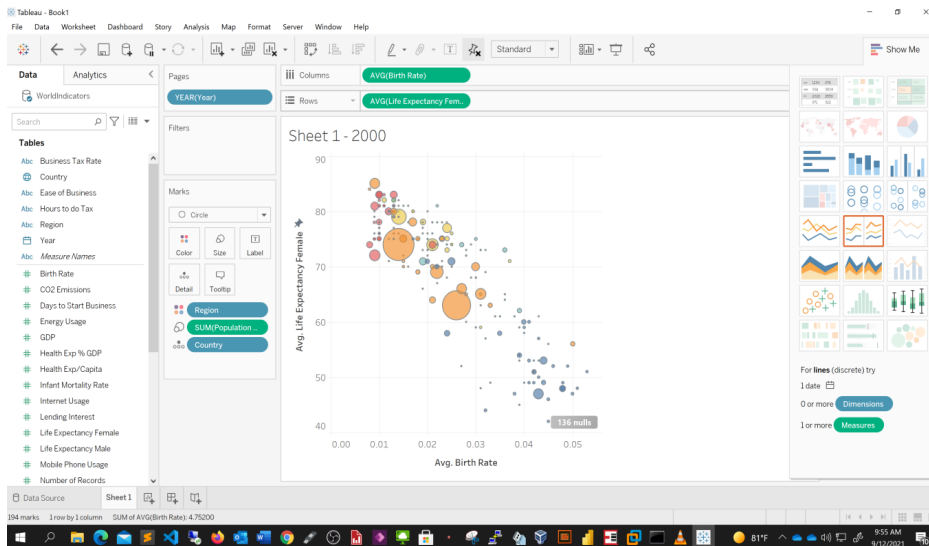 Tableau - Book1
File Data Worksheet Dashboard Story Analysis Map Format Server Window Help
Standard
Show Me
Data Analytics
WorldIndicators
Search
Tables
Abc Business Tax Rate
Country
Abc Ease of Business
Abc Hours to do Tax
Abc Region
Year
Abc Measure Names
# Birth Rate
# CO2 Emissions
# Days to Start Business
# Energy Usage
# GDP
# Health Exp % GDP
# Health Exp/Capita
# Infant Mortality Rate
# Internet Usage
# Lending Interest
# Life Expectancy Female
# Life Expectancy Male
# Mobile Phone Usage
# Number of Records
Pages
YEAR(Year)
Filters
Marks
Circle
Color Size Label
Detail Tooltip
Region
SUM(Population ..
Country
Columns AVG(Birth Rate)
Rows AVG(Life Expectancy Fem..
Sheet 1 - 2000
90
80
70
60
50
40
Avg. Life Expectancy Female
136 nulls
0.00 0.01 0.02 0.03 0.04 0.05
Avg. Birth Rate
For lines (discrete) try
1 date
0 or more Dimensions
1 or more Measures
Data Source Sheet 1
194 marks 1 row by 1 column SUM of AVG(Birth Rate): 4.75200
81°F
9:55 AM
9/12/2021